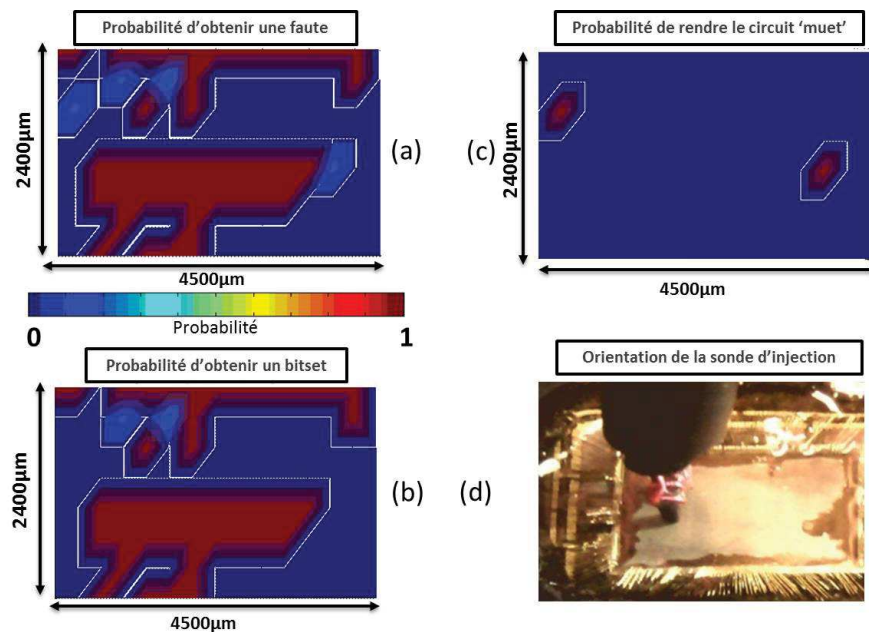 Probabilité d'obtenir une faute
2400µm
(a)
4500µm
0
Probabilité
1
Probabilité de rendre le circuit ‘muet’
(c)
2400µm
4500µm
Probabilité d'obtenir un bitset
2400µm
(b)
4500µm
Orientation de la sonde d'injection
(d)